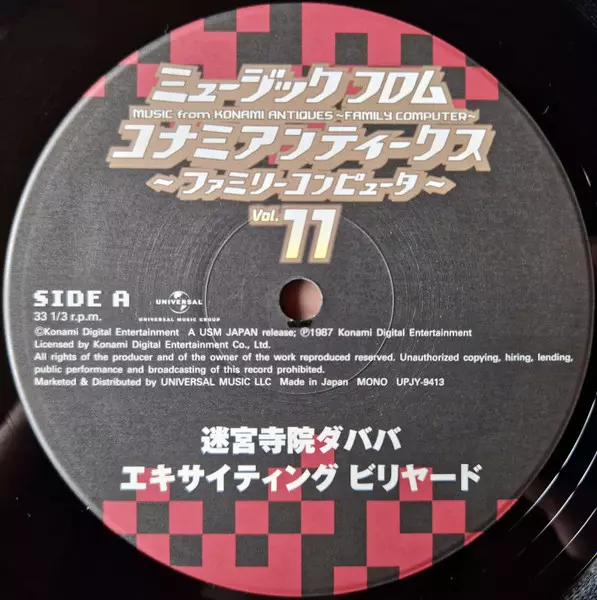 ミュージック フロム
MUSIC from KONAMI ANTIQUES ~FAMILY COMPUTER~
コナミアンティークス
~ファミリーコンピュータ~
Vol. 11
SIDE A
33 1/3 r.p.m.
UNIVERSAL
UNIVERSAL MUSIC GROUP
©Konami Digital Entertainment A USM JAPAN release; ℗1987 Konami Digital Entertainment
Licensed by Konami Digital Entertainment Co., Ltd.
All rights of the producer and of the owner of the work reproduced reserved. Unauthorized copying, hiring, lending,
public performance and broadcasting of this record prohibited.
Marketed & Distributed by UNIVERSAL MUSIC LLC Made in Japan MONO UPJY-9413
迷宮寺院ダババ
エキサイティング ビリヤード